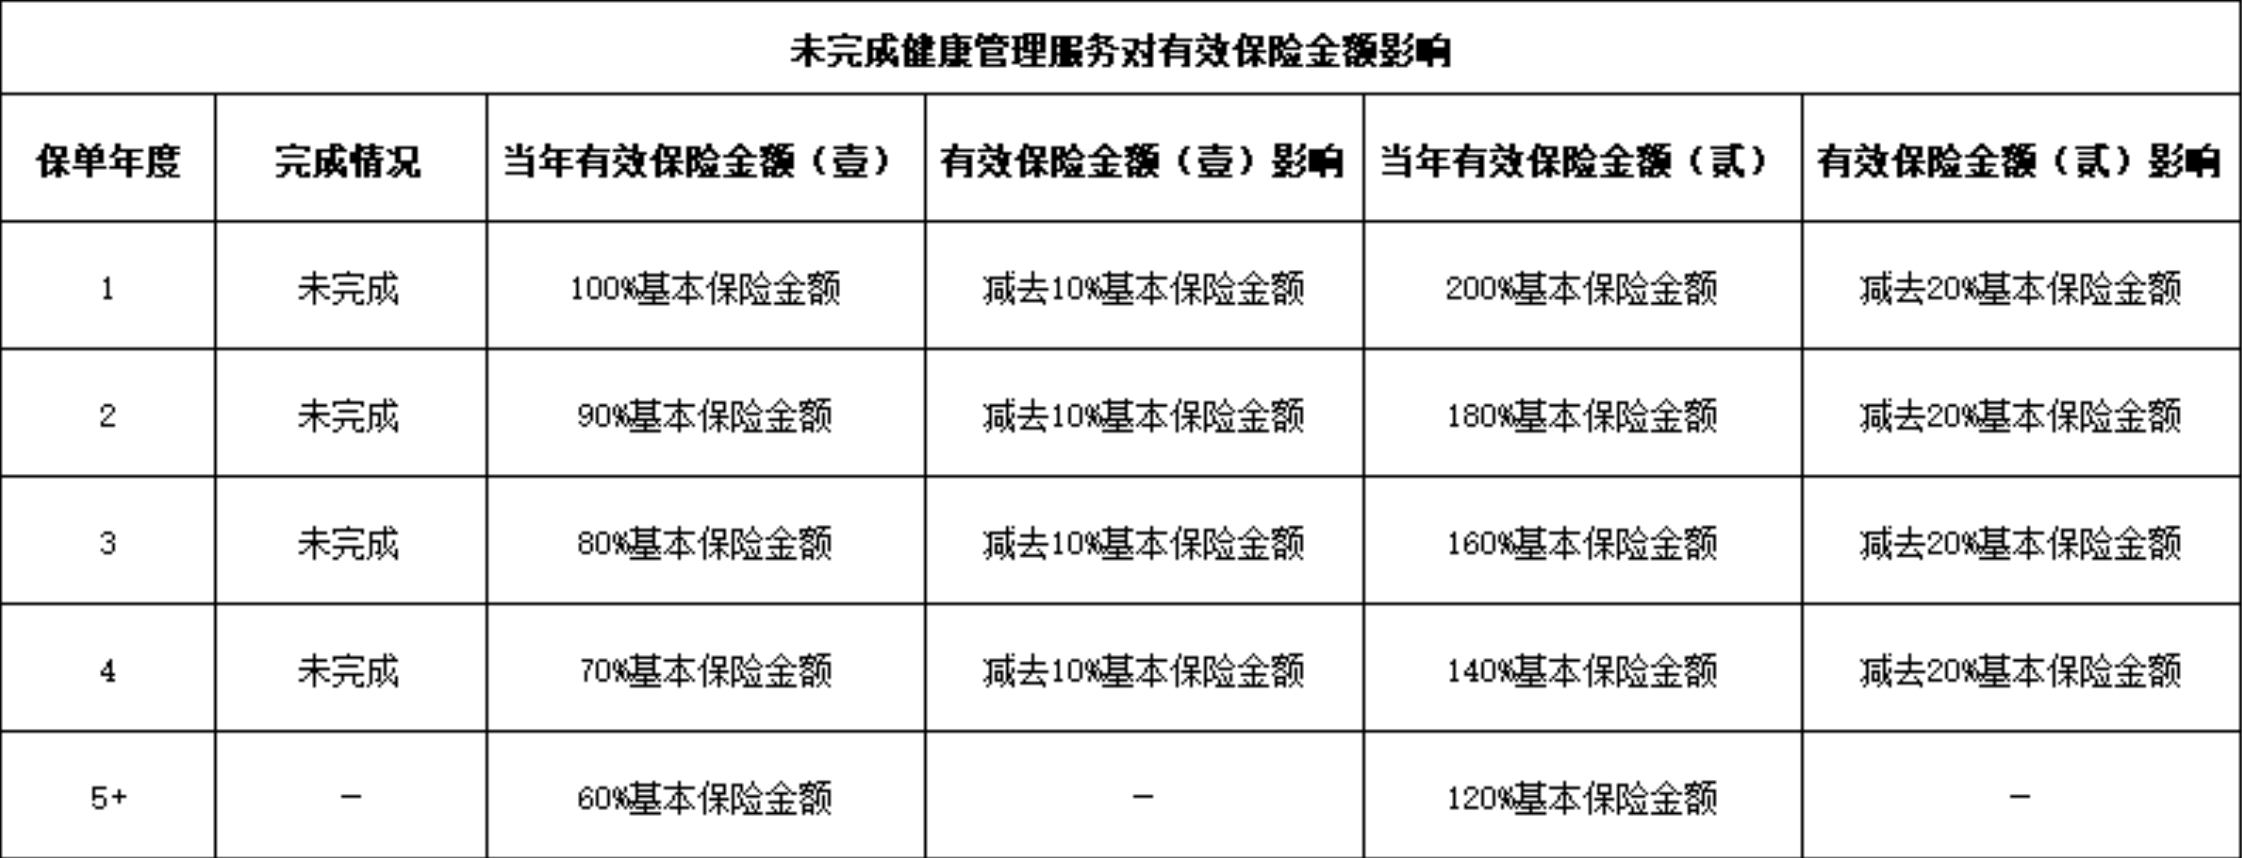 未完成健康管理服务对有效保险金额影响
保单年度 完成情况 当年有效保险金额（壹） 有效保险金额（壹）影响 当年有效保险金额（贰） 有效保险金额（贰）影响
1 未完成 100%基本保险金额 减去10%基本保险金额 200%基本保险金额 减去20%基本保险金额
2 未完成 90%基本保险金额 减去10%基本保险金额 180%基本保险金额 减去20%基本保险金额
3 未完成 80%基本保险金额 减去10%基本保险金额 160%基本保险金额 减去20%基本保险金额
4 未完成 70%基本保险金额 减去10%基本保险金额 140%基本保险金额 减去20%基本保险金额
5+ － 60%基本保险金额 － 120%基本保险金额 －